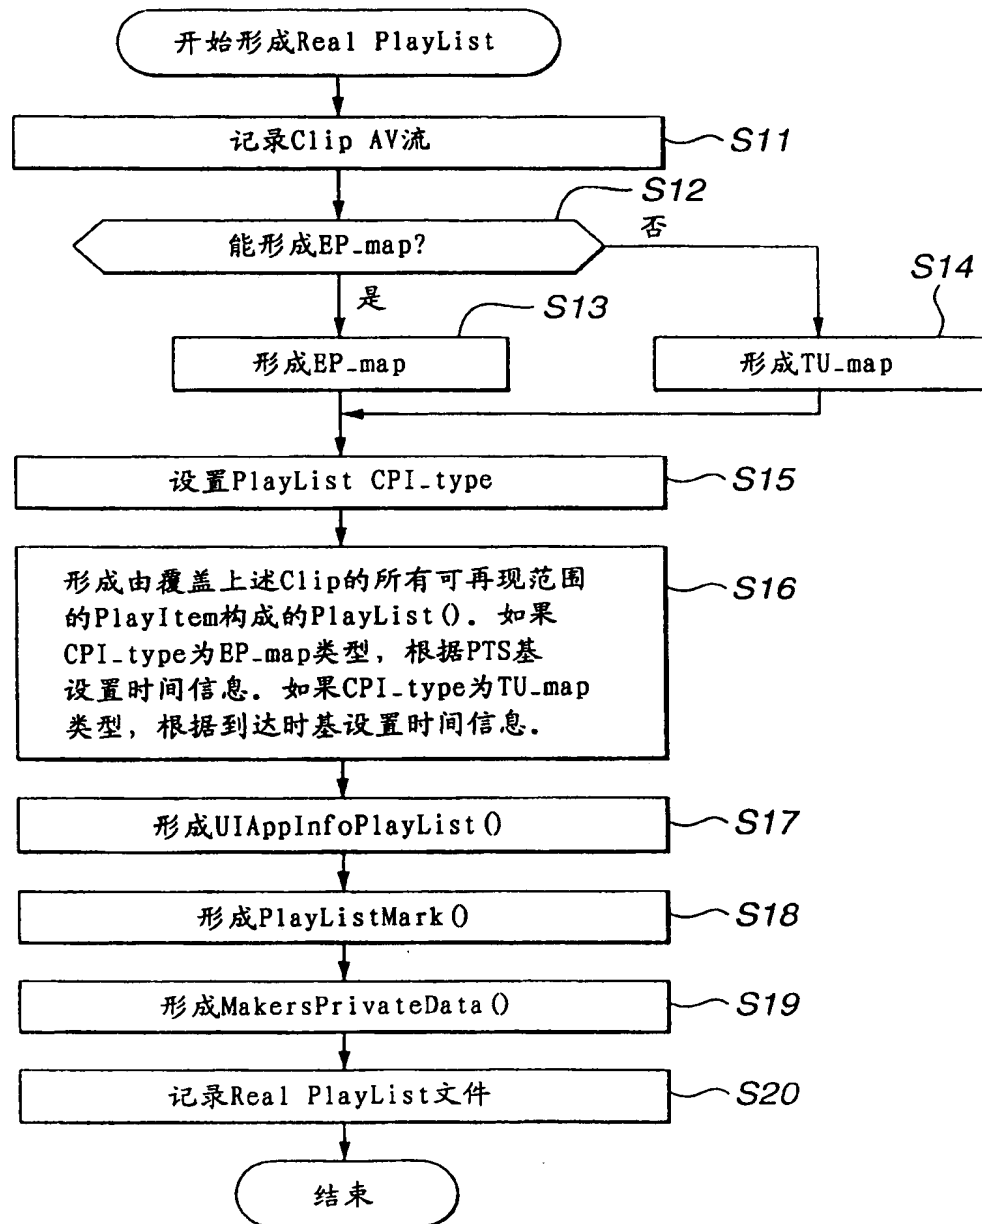 开始形成Real PlayList
记录Clip AV流
S11
S12
能形成EP_map?
否
是
S13
S14
形成EP_map
形成TU_map
设置PlayList CPI_type
S15
形成由覆盖上述Clip的所有可再现范围
的PlayItem构成的PlayList()。如果
CPI_type为EP_map类型，根据PTS基
设置时间信息。如果CPI_type为TU_map
类型，根据到达时基设置时间信息。
S16
形成UIAppInfoPlayList()
S17
形成PlayListMark()
S18
形成MakersPrivateData()
S19
记录Real PlayList文件
S20
结束